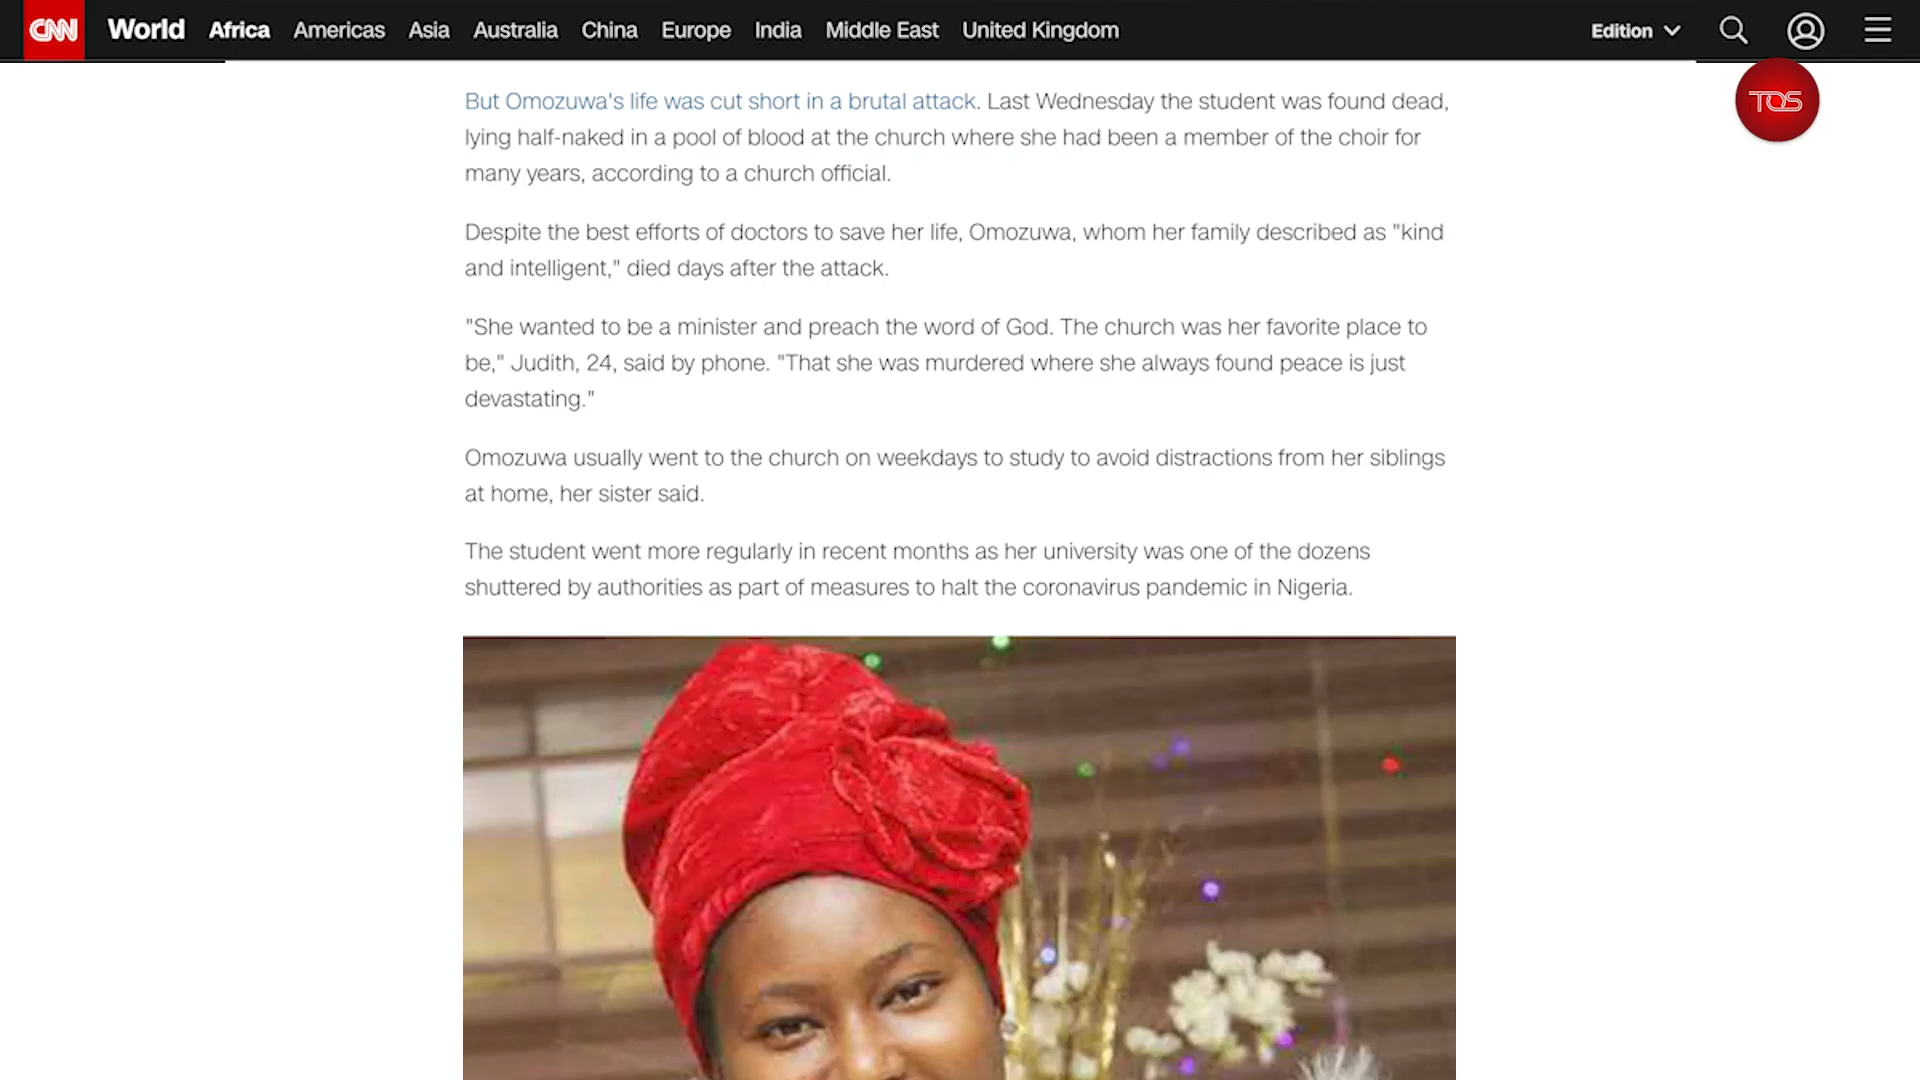 CNN World Africa Americas Asia Australia China Europe India Middle East United Kingdom Edition
TOS
But Omozuwa's life was cut short in a brutal attack. Last Wednesday the student was found dead,
lying half-naked in a pool of blood at the church where she had been a member of the choir for
many years, according to a church official.
Despite the best efforts of doctors to save her life, Omozuwa, whom her family described as "kind
and intelligent," died days after the attack.
"She wanted to be a minister and preach the word of God. The church was her favorite place to
be," Judith, 24, said by phone. "That she was murdered where she always found peace is just
devastating."
Omozuwa usually went to the church on weekdays to study to avoid distractions from her siblings
at home, her sister said.
The student went more regularly in recent months as her university was one of the dozens
shuttered by authorities as part of measures to halt the coronavirus pandemic in Nigeria.